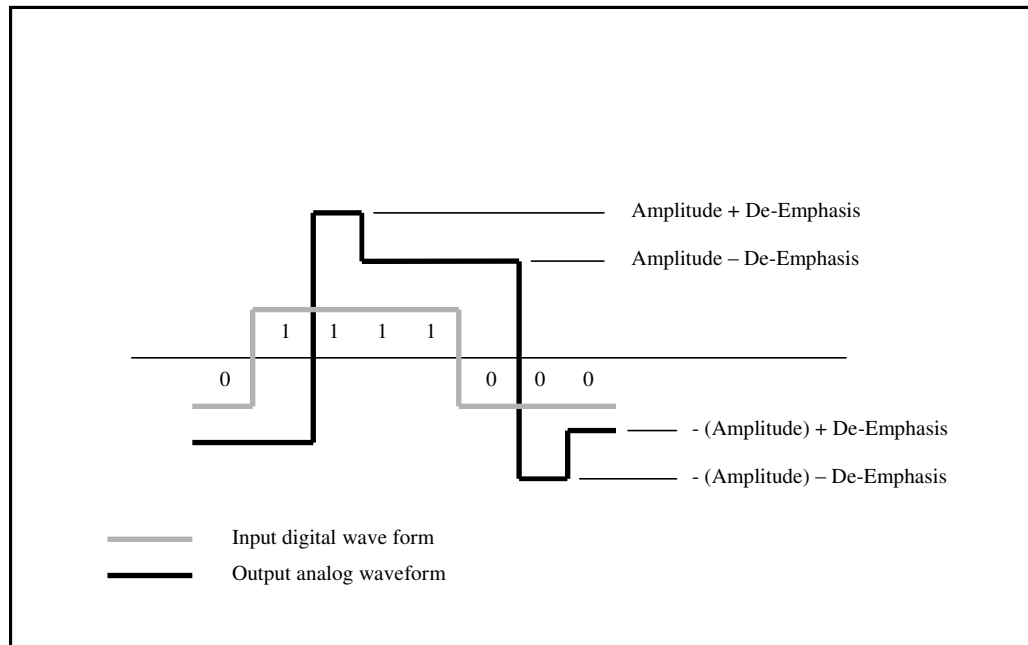 Amplitude + De-Emphasis
Amplitude – De-Emphasis
1 1 1 1
0 0 0 0
- (Amplitude) + De-Emphasis
- (Amplitude) – De-Emphasis
Input digital wave form
Output analog waveform